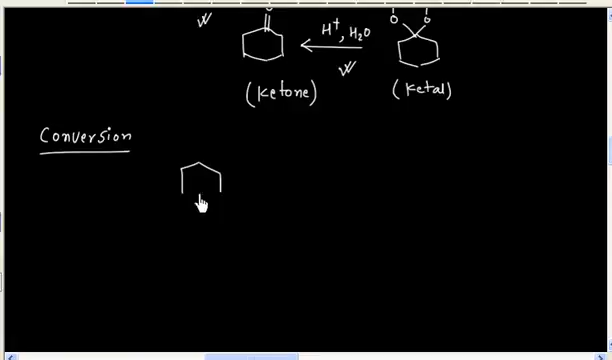 O O
H+, H2O
(Ketone) (Ketal)
Conversion